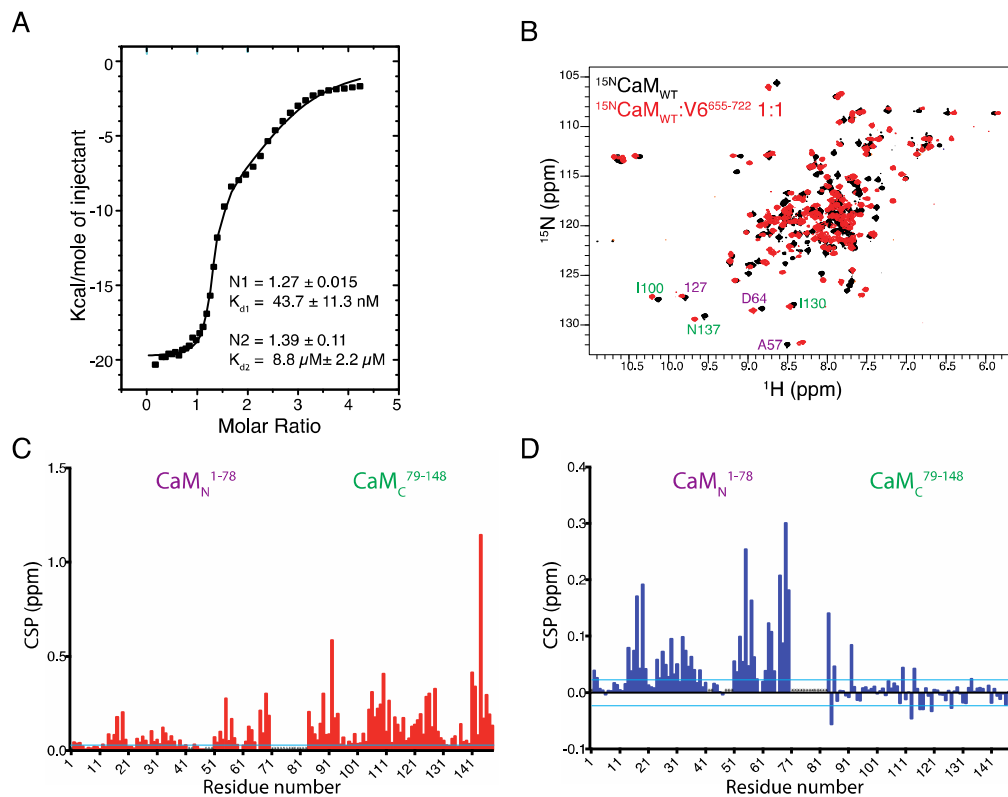 A
Kcal/mole of injectant
0
-5
-10
-15
-20
N1 = 1.27 ± 0.015
Kd1 = 43.7 ± 11.3 nM
N2 = 1.39 ± 0.11
Kd2 = 8.8 µM± 2.2 µM
0 1 2 3 4 5
Molar Ratio
B
15NCaMWT
15NCaMWT:V6655-722 1:1
15N (ppm)
105
110
115
120
125
130
I100
127
N137
D64
I130
A57
10.5 10.0 9.5 9.0 8.5 8.0 7.5 7.0 6.5 6.0
1H (ppm)
C
CaMN1-78
CaMC79-148
CSP (ppm)
1.5
1.0
0.5
0.0
1 11 21 31 41 51 61 71 81 91 101 111 121 131 141
Residue number
D
CaMN1-78
CaMC79-148
CSP (ppm)
0.4
0.3
0.2
0.1
0.0
-0.1
1 11 21 31 41 51 61 71 81 91 101 111 121 131 141
Residue number